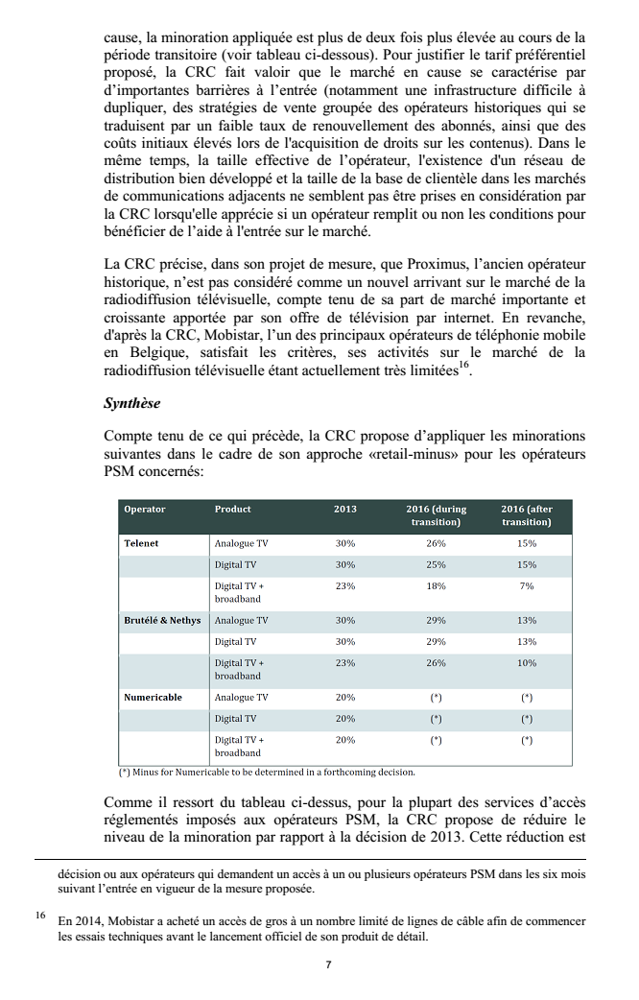 cause, la minoration appliquée est plus de deux fois plus élevée au cours de la
période transitoire (voir tableau ci-dessous). Pour justifier le tarif préférentiel
proposé, la CRC fait valoir que le marché en cause se caractérise par
d'importantes barrières à l'entrée (notamment une infrastructure difficile à
dupliquer, des stratégies de vente groupée des opérateurs historiques qui se
traduisent par un faible taux de renouvellement des abonnés, ainsi que des
coûts initiaux élevés lors de l'acquisition de droits sur les contenus). Dans le
même temps, la taille effective de l'opérateur, l'existence d'un réseau de
distribution bien développé et la taille de la base de clientèle dans les marchés
de communications adjacents ne semblent pas être prises en considération par
la CRC lorsqu'elle apprécie si un opérateur remplit ou non les conditions pour
bénéficier de l'aide à l'entrée sur le marché.
La CRC précise, dans son projet de mesure, que Proximus, l'ancien opérateur
historique, n'est pas considéré comme un nouvel arrivant sur le marché de la
radiodiffusion télévisuelle, compte tenu de sa part de marché importante et
croissante apportée par son offre de télévision par internet. En revanche,
d'après la CRC, Mobistar, l'un des principaux opérateurs de téléphonie mobile
en Belgique, satisfait les critères, ses activités sur le marché de la
radiodiffusion télévisuelle étant actuellement très limitées16.
Synthèse
Compte tenu de ce qui précède, la CRC propose d'appliquer les minorations
suivantes dans le cadre de son approche «retail-minus» pour les opérateurs
PSM concernés:
Operator Product 2013 2016 (during 2016 (after
transition) transition)
Telenet Analogue TV 30% 26% 15%
Digital TV 30% 25% 15%
Digital TV + 23% 18% 7%
broadband
Brutélé & Nethys Analogue TV 30% 29% 13%
Digital TV 30% 29% 13%
Digital TV + 23% 26% 10%
broadband
Numericable Analogue TV 20% (*) (*)
Digital TV 20% (*) (*)
Digital TV + 20% (*) (*)
broadband
(*) Minus for Numericable to be determined in a forthcoming decision.
Comme il ressort du tableau ci-dessus, pour la plupart des services d'accès
réglementés imposés aux opérateurs PSM, la CRC propose de réduire le
niveau de la minoration par rapport à la décision de 2013. Cette réduction est
décision ou aux opérateurs qui demandent un accès à un ou plusieurs opérateurs PSM dans les six mois
suivant l'entrée en vigueur de la mesure proposée.
16 En 2014, Mobistar a acheté un accès de gros à un nombre limité de lignes de câble afin de commencer
les essais techniques avant le lancement officiel de son produit de détail.
7